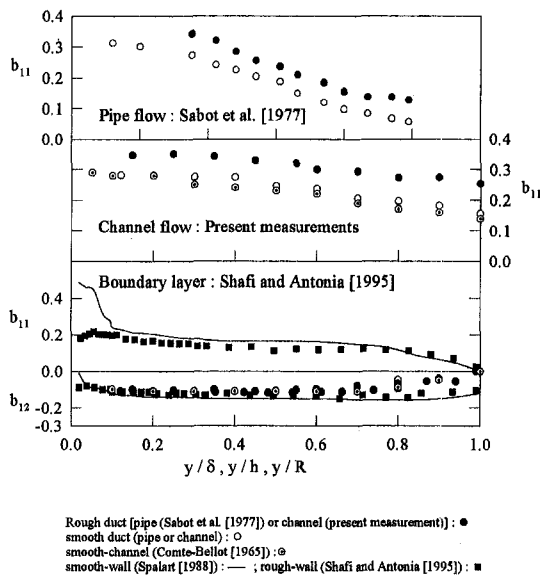 0.4
b11
0.3
0.2
0.1
Pipe flow : Sabot et al. [1977]
0.0
0.4
0.3
b11
0.2
0.1
Channel flow : Present measurements
0.0
Boundary layer : Shafi and Antonia [1995]
0.4
b11
0.2
0.0
b12
-0.2
-0.3
0.0 0.2 0.4 0.6 0.8 1.0
y / δ , y / h , y / R
Rough duct [pipe (Sabot et al. [1977]) or channel (present measurement)] : ●
smooth duct (pipe or channel) : ○
smooth-channel (Comte-Bellot [1965]) : ⊙
smooth-wall (Spalart [1988]) : — ; rough-wall (Shafi and Antonia [1995]) : ■